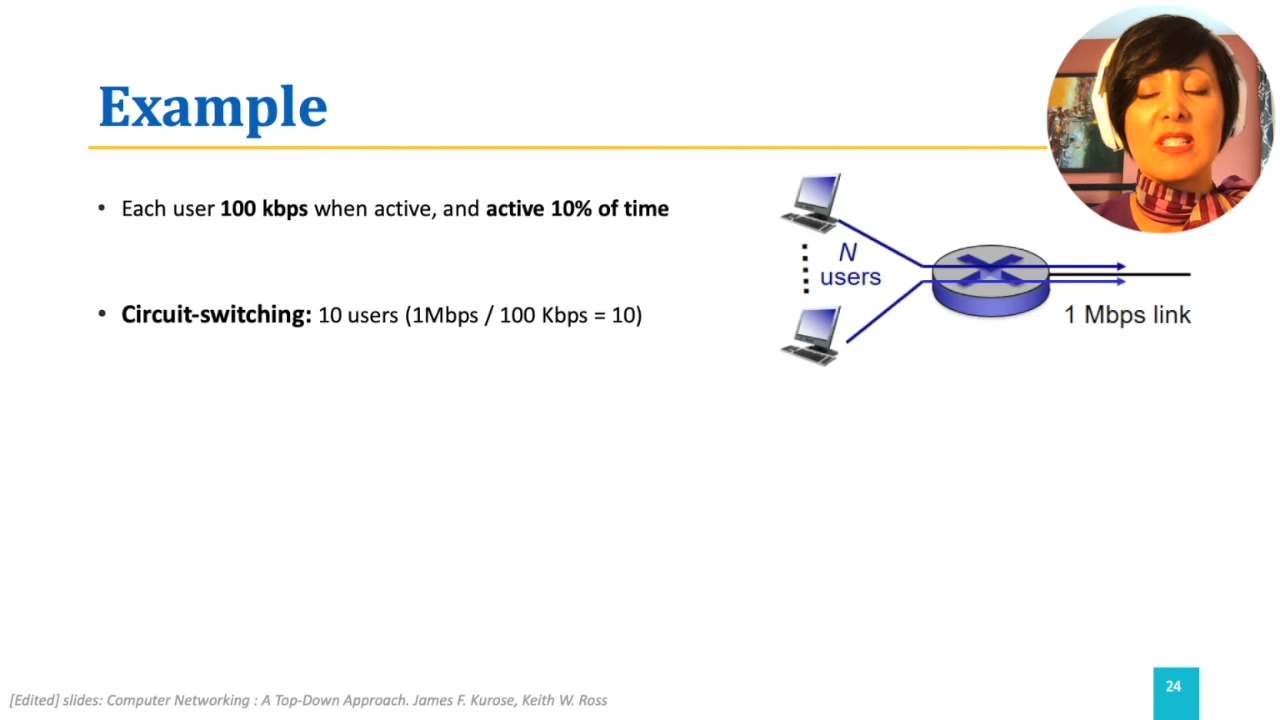 Example
• Each user 100 kbps when active, and active 10% of time
N
users
• Circuit-switching: 10 users (1Mbps / 100 Kbps = 10)
1 Mbps link
[Edited] slides: Computer Networking : A Top-Down Approach. James F. Kurose, Keith W. Ross
24